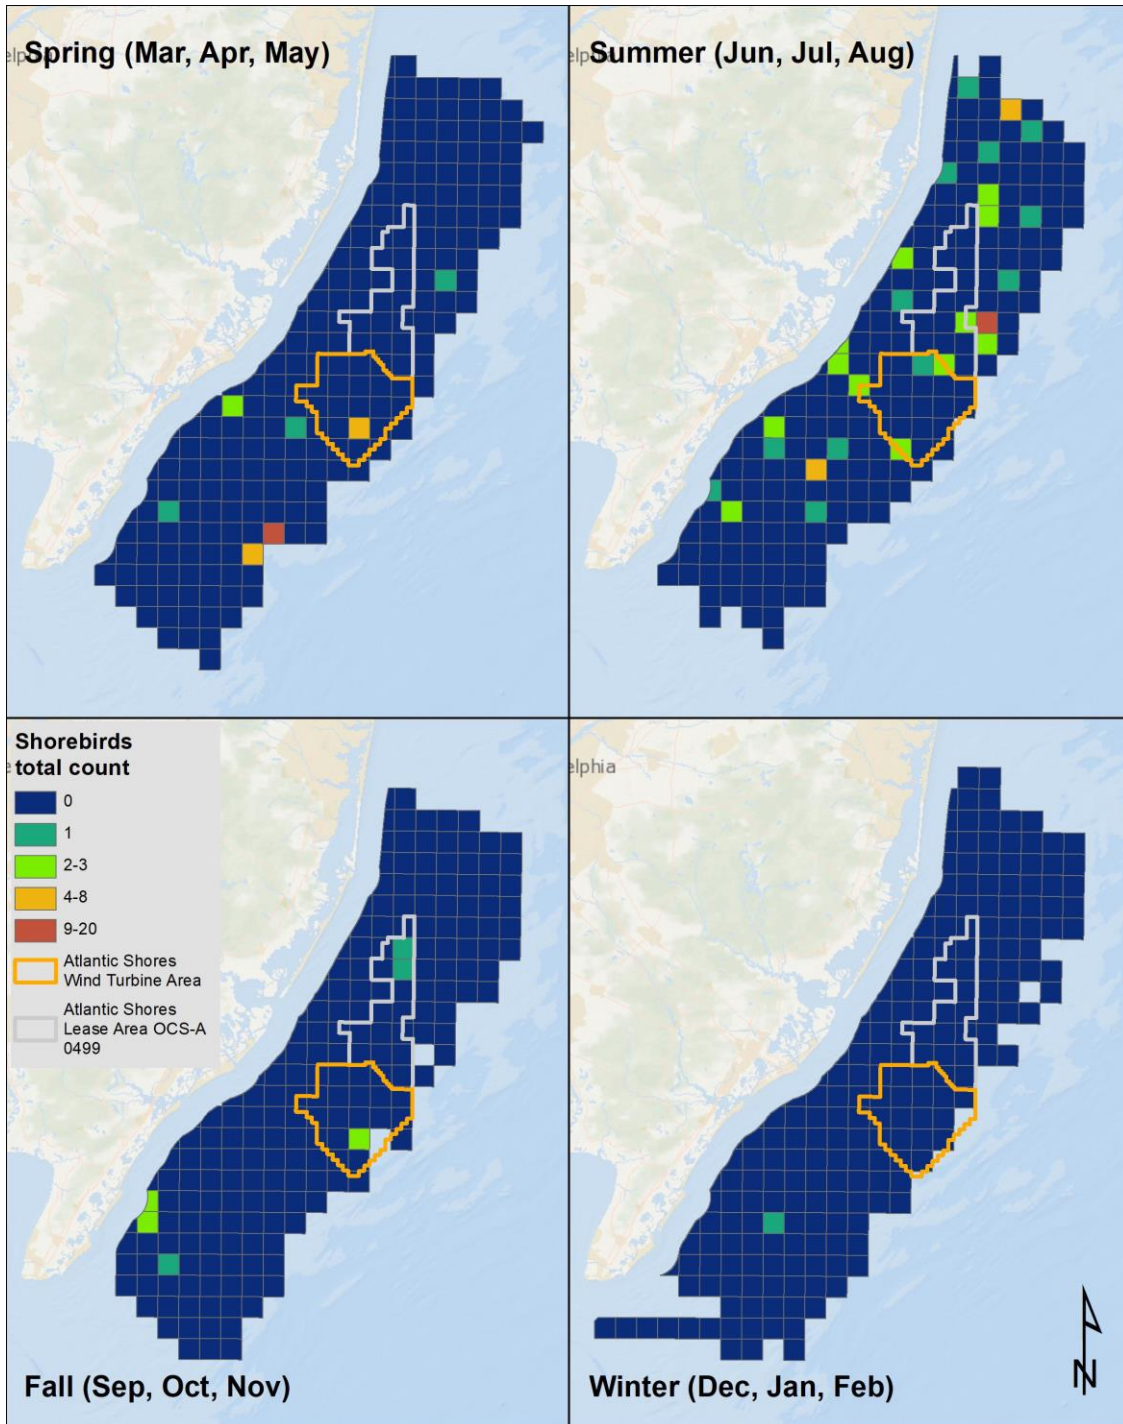 elphia
Spring (Mar, Apr, May)
elphia
Summer (Jun, Jul, Aug)
Shorebirds
total count
0
1
2-3
4-8
9-20
Atlantic Shores
Wind Turbine Area
Atlantic Shores
Lease Area OCS-A
0499
Fall (Sep, Oct, Nov)
elphia
Winter (Dec, Jan, Feb)
N